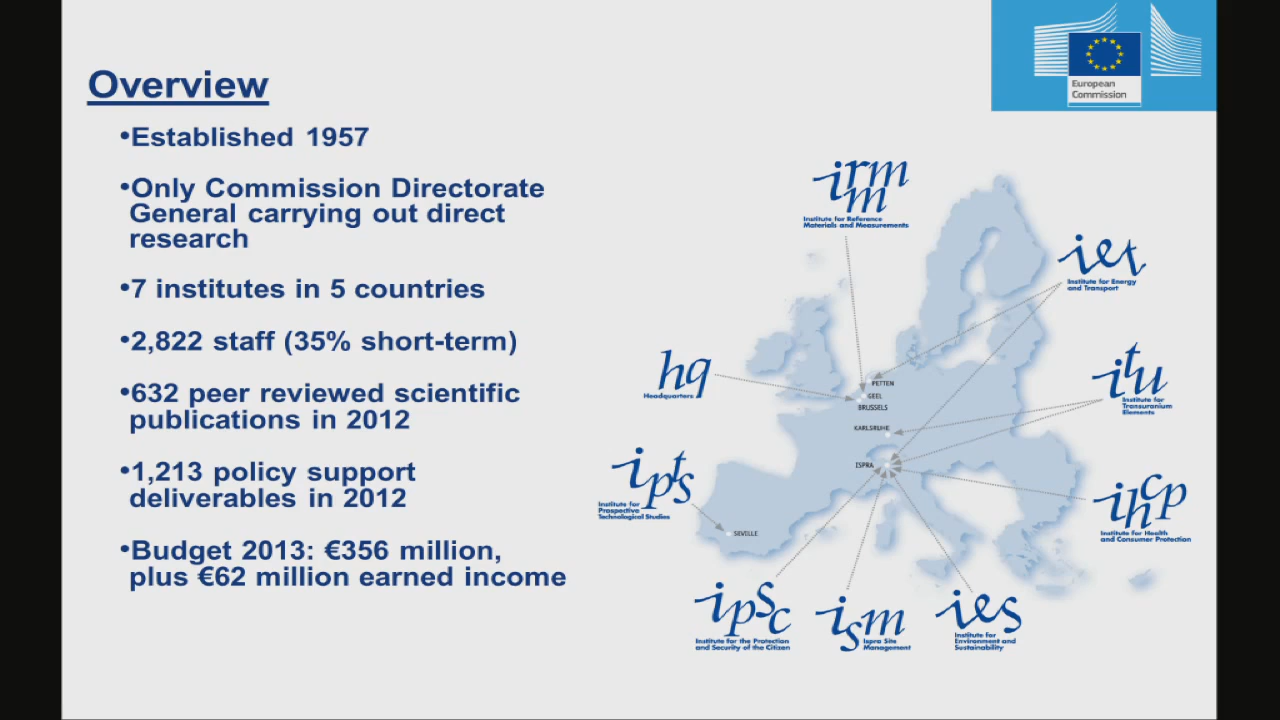 European
Commission
Overview
•Established 1957
•Only Commission Directorate
General carrying out direct
research
•7 institutes in 5 countries
•2,822 staff (35% short-term)
•632 peer reviewed scientific
publications in 2012
•1,213 policy support
deliverables in 2012
•Budget 2013: €356 million,
plus €62 million earned income
irmm
Institute for Reference
Materials and Measurements
iet
Institute for Energy
and Transport
hq
Headquarters
itu
Institute for
Transuranium
Elements
PETTEN
GEEL
BRUSSELS
KARLSRUHE
ISPRA
SEVILLE
ipts
Institute for
Prospective
Technological Studies
ihcp
Institute for Health
and Consumer Protection
ipsc
Institute for the Protection
and Security of the Citizen
ism
Ispra Site
Management
ies
Institute for
Environment and
Sustainability